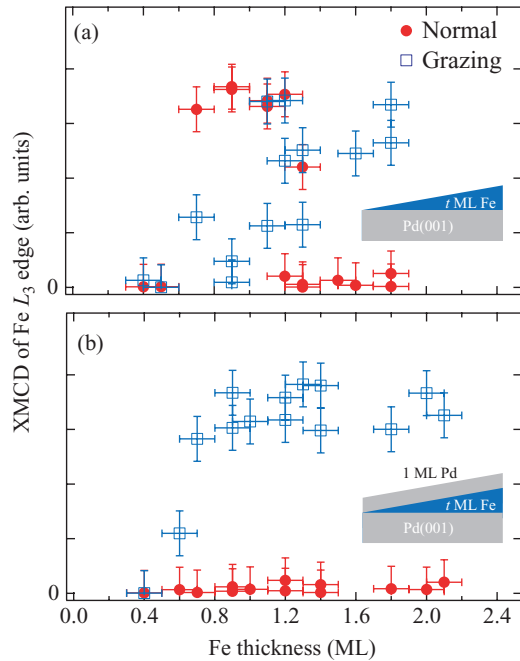 (a)
Normal
Grazing
t ML Fe
Pd(001)
0
XMCD of Fe L3 edge (arb. units)
(b)
1 ML Pd
t ML Fe
Pd(001)
0
0.0 0.4 0.8 1.2 1.6 2.0 2.4
Fe thickness (ML)